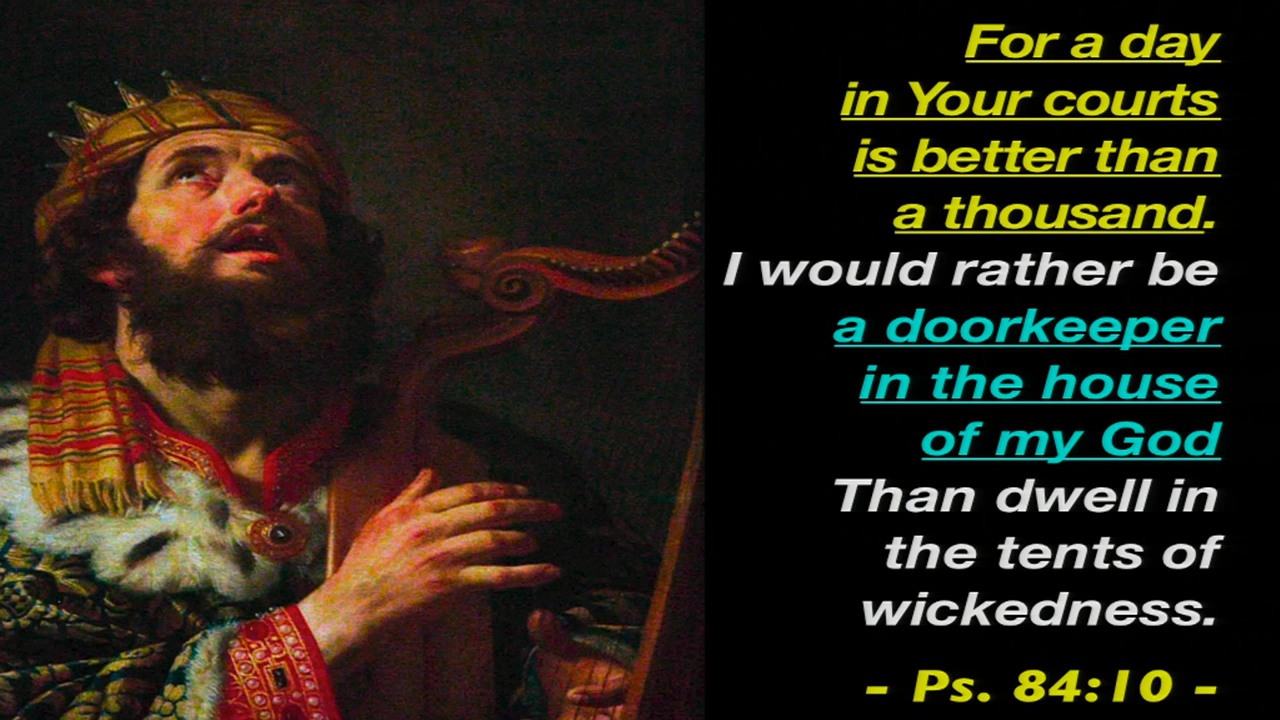 For a day
in Your courts
is better than
a thousand.
I would rather be
a doorkeeper
in the house
of my God
Than dwell in
the tents of
wickedness.
- Ps. 84:10 -